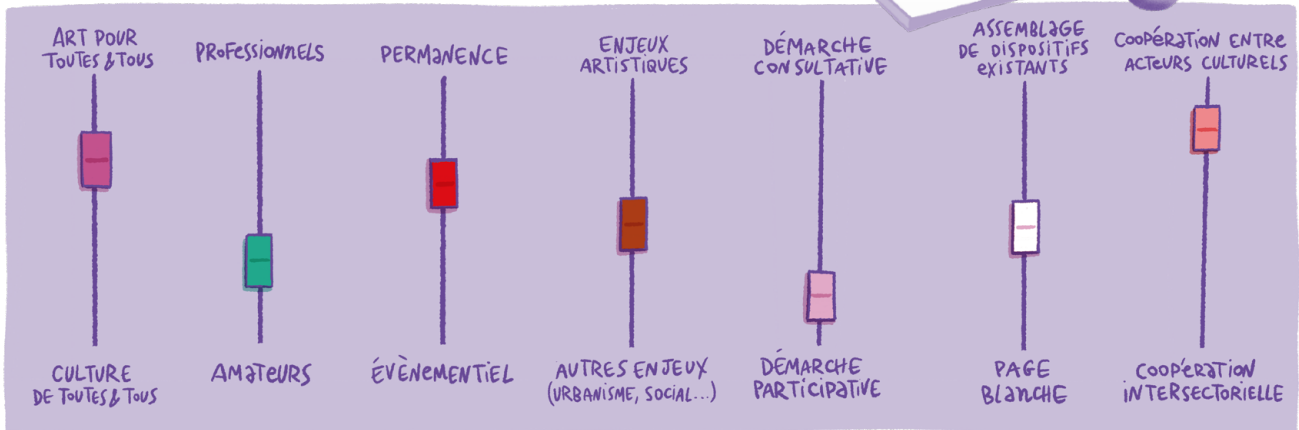 ART POUR
TOUTES & TOUS
PROFESSIONNELS
PERMANENCE
ENJEUX
ARTISTIQUES
DÉMARCHE
CONSULTATIVE
ASSEMBLAGE
DE DISPOSITIFS
EXISTANTS
COOPÉRATION ENTRE
ACTEURS CULTURELS
CULTURE
DE TOUTES & TOUS
AMATEURS
ÉVÈNEMENTIEL
AUTRES ENJEUX
(URBANISME, SOCIAL...)
DÉMARCHE
PARTICIPATIVE
PAGE
BLANCHE
COOPÉRATION
INTERSECTORIELLE